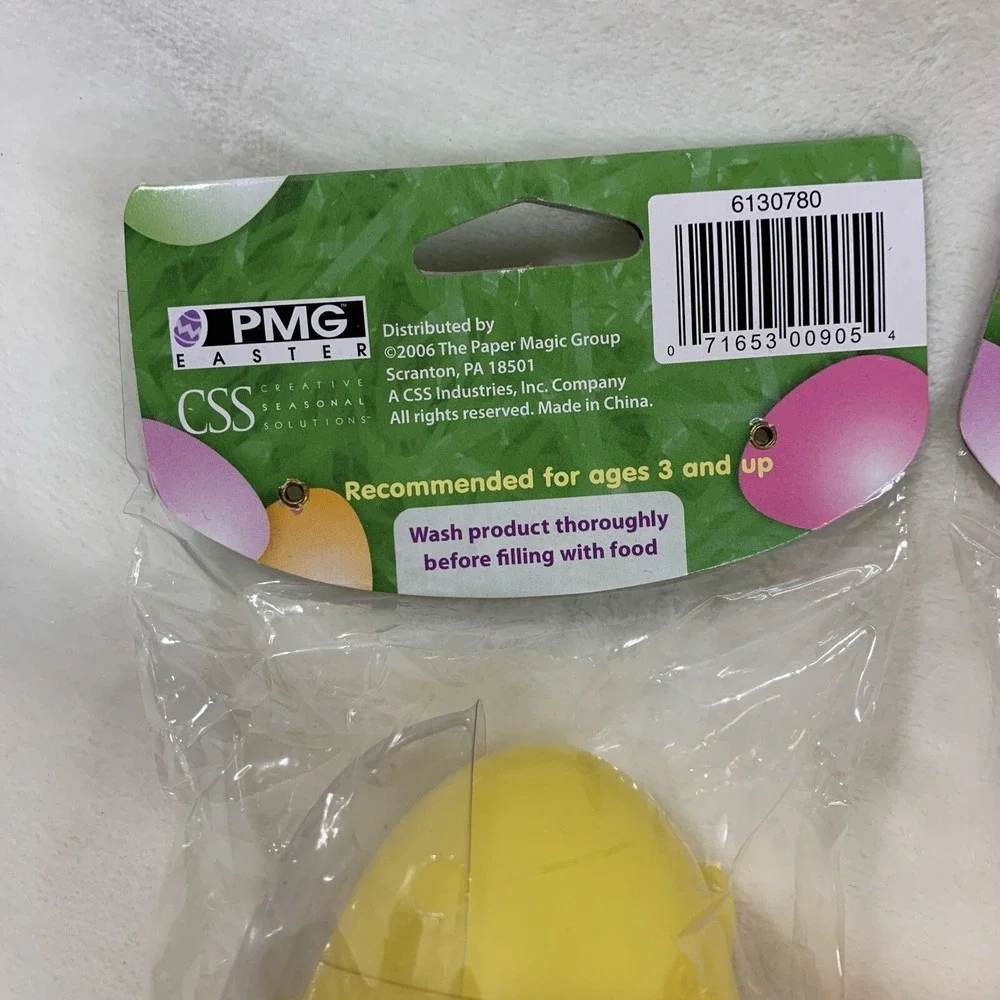 6130780
0 71653 00905 4
PMG™
EASTER
CSS CREATIVE
SEASONAL
SOLUTIONS™
Distributed by
©2006 The Paper Magic Group
Scranton, PA 18501
A CSS Industries, Inc. Company
All rights reserved. Made in China.
Recommended for ages 3 and up
Wash product thoroughly
before filling with food